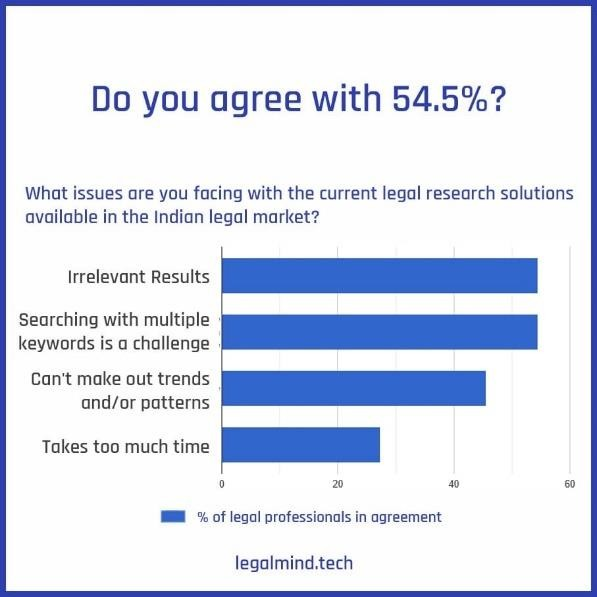 Do you agree with 54.5%?
What issues are you facing with the current legal research solutions
available in the Indian legal market?
Irrelevant Results
Searching with multiple
keywords is a challenge
Can't make out trends
and/or patterns
Takes too much time
0 20 40 60
% of legal professionals in agreement
legalmind.tech